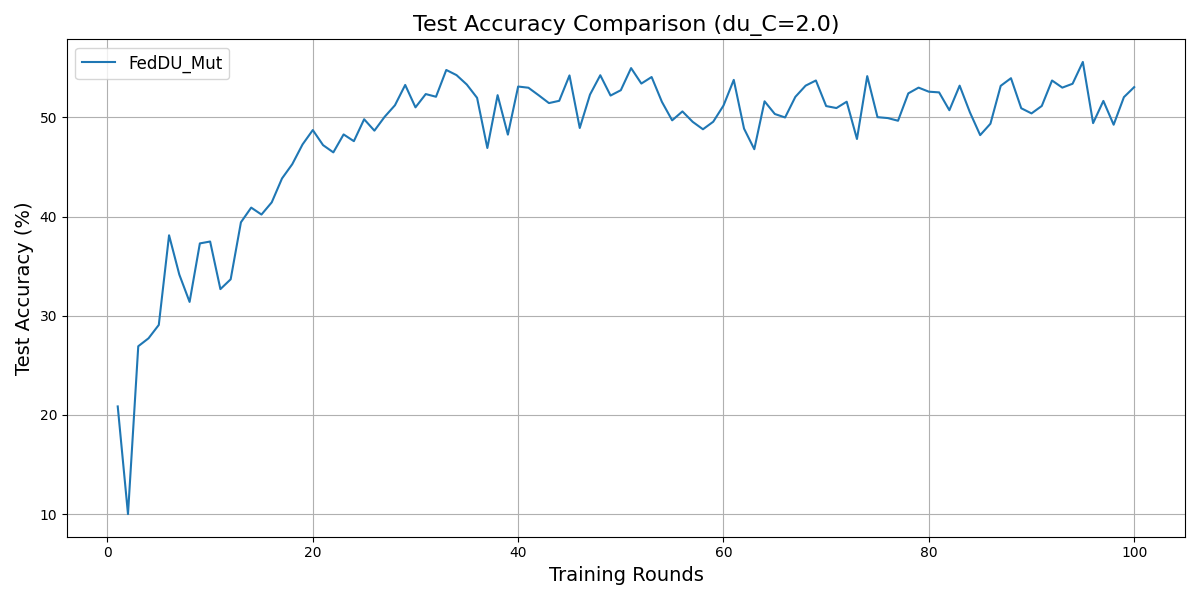 Test Accuracy Comparison (du_C=2.0)
FedDU_Mut
Test Accuracy (%)
50
40
30
20
10
0 20 40 60 80 100
Training Rounds